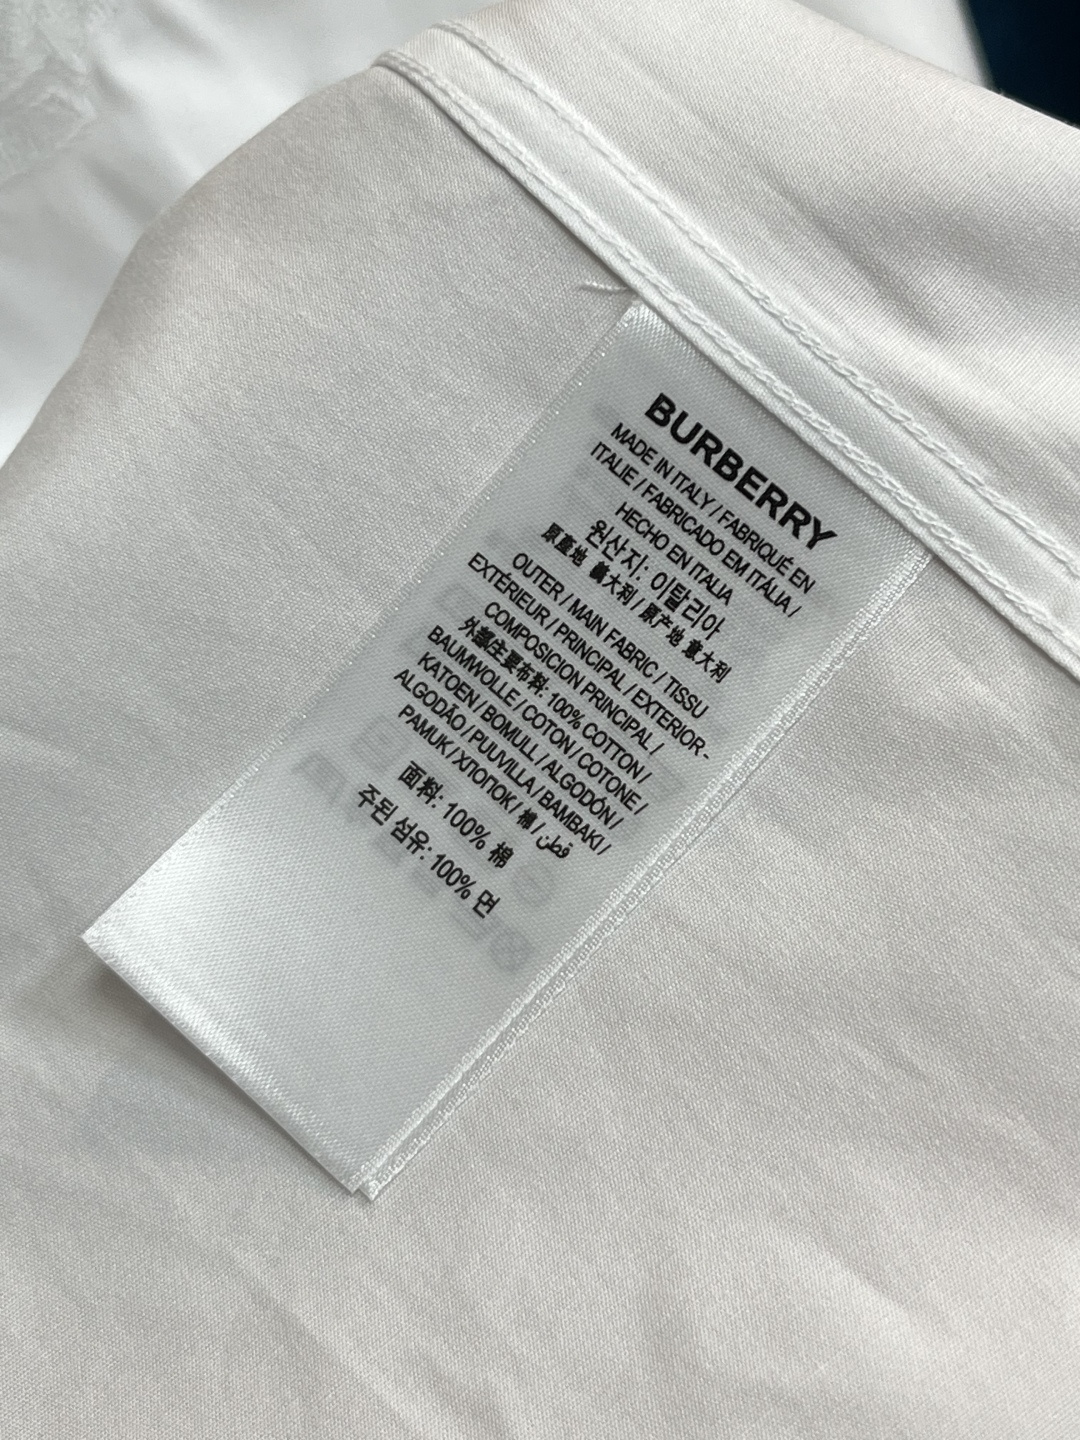 BURBERRY
MADE IN ITALY / FABRIQUÉ EN
ITALIE / FABRICADO EM ITÁLIA /
HECHO EN ITALIA
원산지: 이탈리아
原產地 義大利 / 原产地 意大利
OUTER / MAIN FABRIC / TISSU
EXTÉRIEUR / PRINCIPAL / EXTERIOR -
COMPOSICION PRINCIPAL /
外部主要布料: 100% COTTON /
BAUMWOLLE / COTON / COTONE /
KATOEN / BOMULL / ALGODÓN /
ALGODÃO / PUUVILLA / ΒΑΜΒΑΚΙ /
PAMUK / ХЛОПОК / 棉 / قطن
面料: 100% 棉
주된 섬유: 100% 면